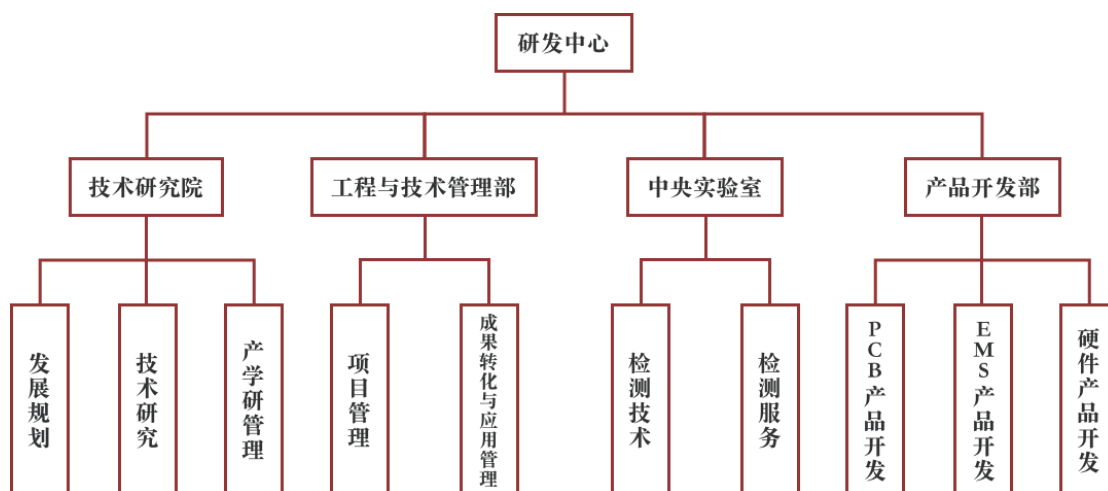 研发中心
技术研究院
工程与技术管理部
中央实验室
产品开发部
发展规划
技术研究
产学研管理
项目管理
成果转化与应用管理
检测技术
检测服务
PCB产品开发
EMS产品开发
硬件产品开发